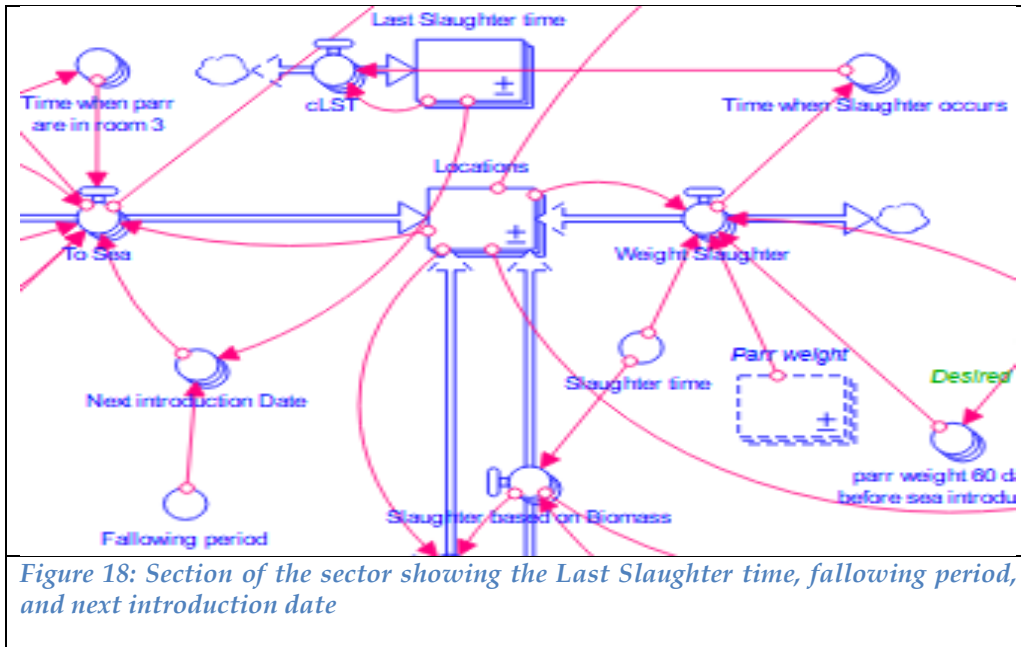 Last Slaughter time
Time when parr
are in room 3
cLST
Time when Slaughter occurs
Locations
To Sea
Weight Slaughter
Slaughter time
Parr weight
Next introduction Date
Desired
parr weight 60
before sea
Slaughter based on Biomass
Fallowing period
Figure 18: Section of the sector showing the Last Slaughter time, fallowing period,
and next introduction date